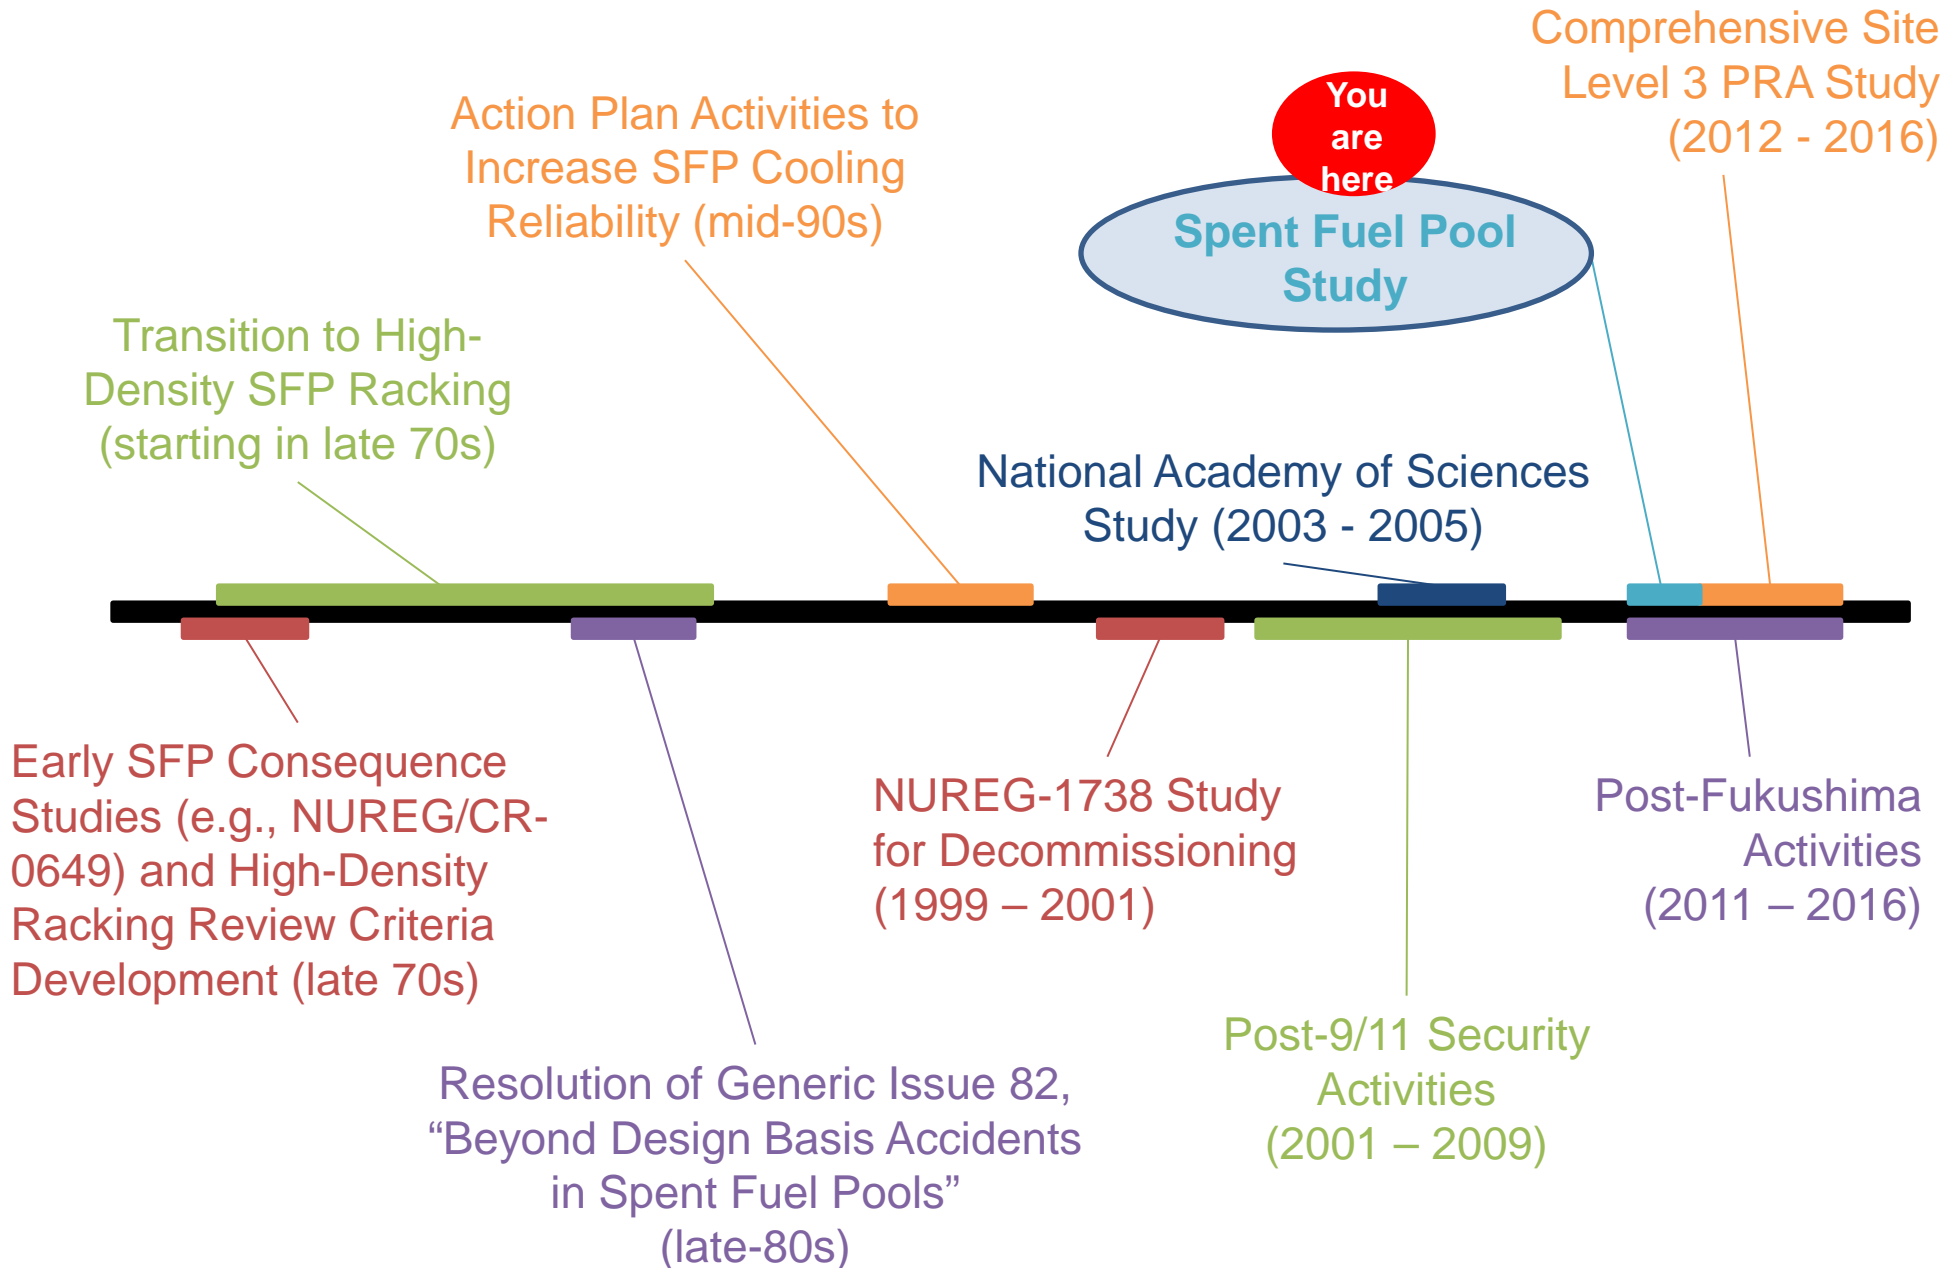 Comprehensive Site
Level 3 PRA Study
(2012 - 2016)
You
are
here
Spent Fuel Pool
Study
Action Plan Activities to
Increase SFP Cooling
Reliability (mid-90s)
Transition to High-
Density SFP Racking
(starting in late 70s)
National Academy of Sciences
Study (2003 - 2005)
Early SFP Consequence
Studies (e.g., NUREG/CR-
0649) and High-Density
Racking Review Criteria
Development (late 70s)
NUREG-1738 Study
for Decommissioning
(1999 – 2001)
Post-Fukushima
Activities
(2011 – 2016)
Resolution of Generic Issue 82,
“Beyond Design Basis Accidents
in Spent Fuel Pools”
(late-80s)
Post-9/11 Security
Activities
(2001 – 2009)